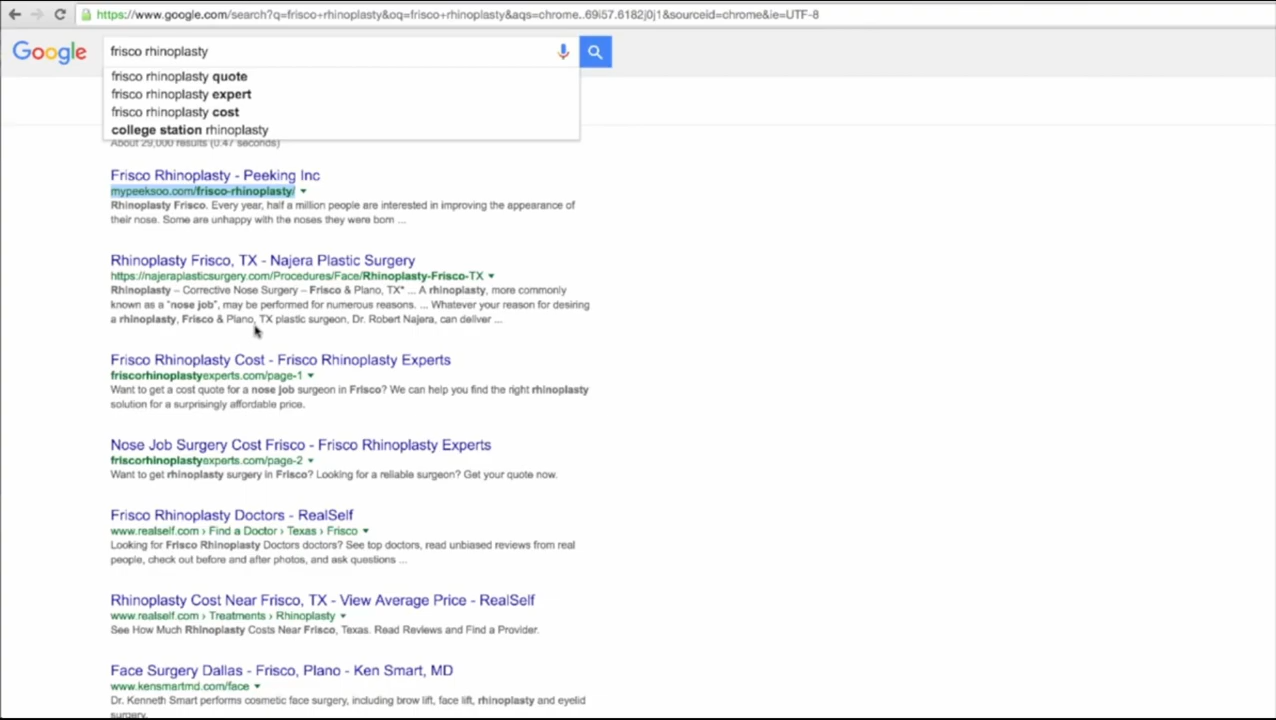 https://www.google.com/search?q=frisco+rhinoplasty&oq=frisco+rhinoplasty&aqs=chrome..69i57.6182j0j1&sourceid=chrome&ie=UTF-8
Google
frisco rhinoplasty
frisco rhinoplasty quote
frisco rhinoplasty expert
frisco rhinoplasty cost
college station rhinoplasty
About 29,000 results (0.47 seconds)
Frisco Rhinoplasty - Peeking Inc
mypeeksoo.com/frisco-rhinoplasty/
Rhinoplasty Frisco. Every year, half a million people are interested in improving the appearance of
their nose. Some are unhappy with the noses they were born ...
Rhinoplasty Frisco, TX - Najera Plastic Surgery
https://najeraplasticsurgery.com/Procedures/Face/Rhinoplasty-Frisco-TX
Rhinoplasty – Corrective Nose Surgery – Frisco & Plano, TX* ... A rhinoplasty, more commonly
known as a "nose job", may be performed for numerous reasons. ... Whatever your reason for desiring
a rhinoplasty, Frisco & Plano, TX plastic surgeon, Dr. Robert Najera, can deliver ...
Frisco Rhinoplasty Cost - Frisco Rhinoplasty Experts
friscorhinoplastyexperts.com/page-1
Want to get a cost quote for a nose job surgeon in Frisco? We can help you find the right rhinoplasty
solution for a surprisingly affordable price.
Nose Job Surgery Cost Frisco - Frisco Rhinoplasty Experts
friscorhinoplastyexperts.com/page-2
Want to get rhinoplasty surgery in Frisco? Looking for a reliable surgeon? Get your quote now.
Frisco Rhinoplasty Doctors - RealSelf
www.realself.com › Find a Doctor › Texas › Frisco
Looking for Frisco Rhinoplasty Doctors doctors? See top doctors, read unbiased reviews from real
people, check out before and after photos, and ask questions ...
Rhinoplasty Cost Near Frisco, TX - View Average Price - RealSelf
www.realself.com › Treatments › Rhinoplasty
See How Much Rhinoplasty Costs Near Frisco, Texas. Read Reviews and Find a Provider.
Face Surgery Dallas - Frisco, Plano - Ken Smart, MD
www.kensmartmd.com/face
Dr. Kenneth Smart performs cosmetic face surgery, including brow lift, face lift, rhinoplasty and eyelid
surgery.